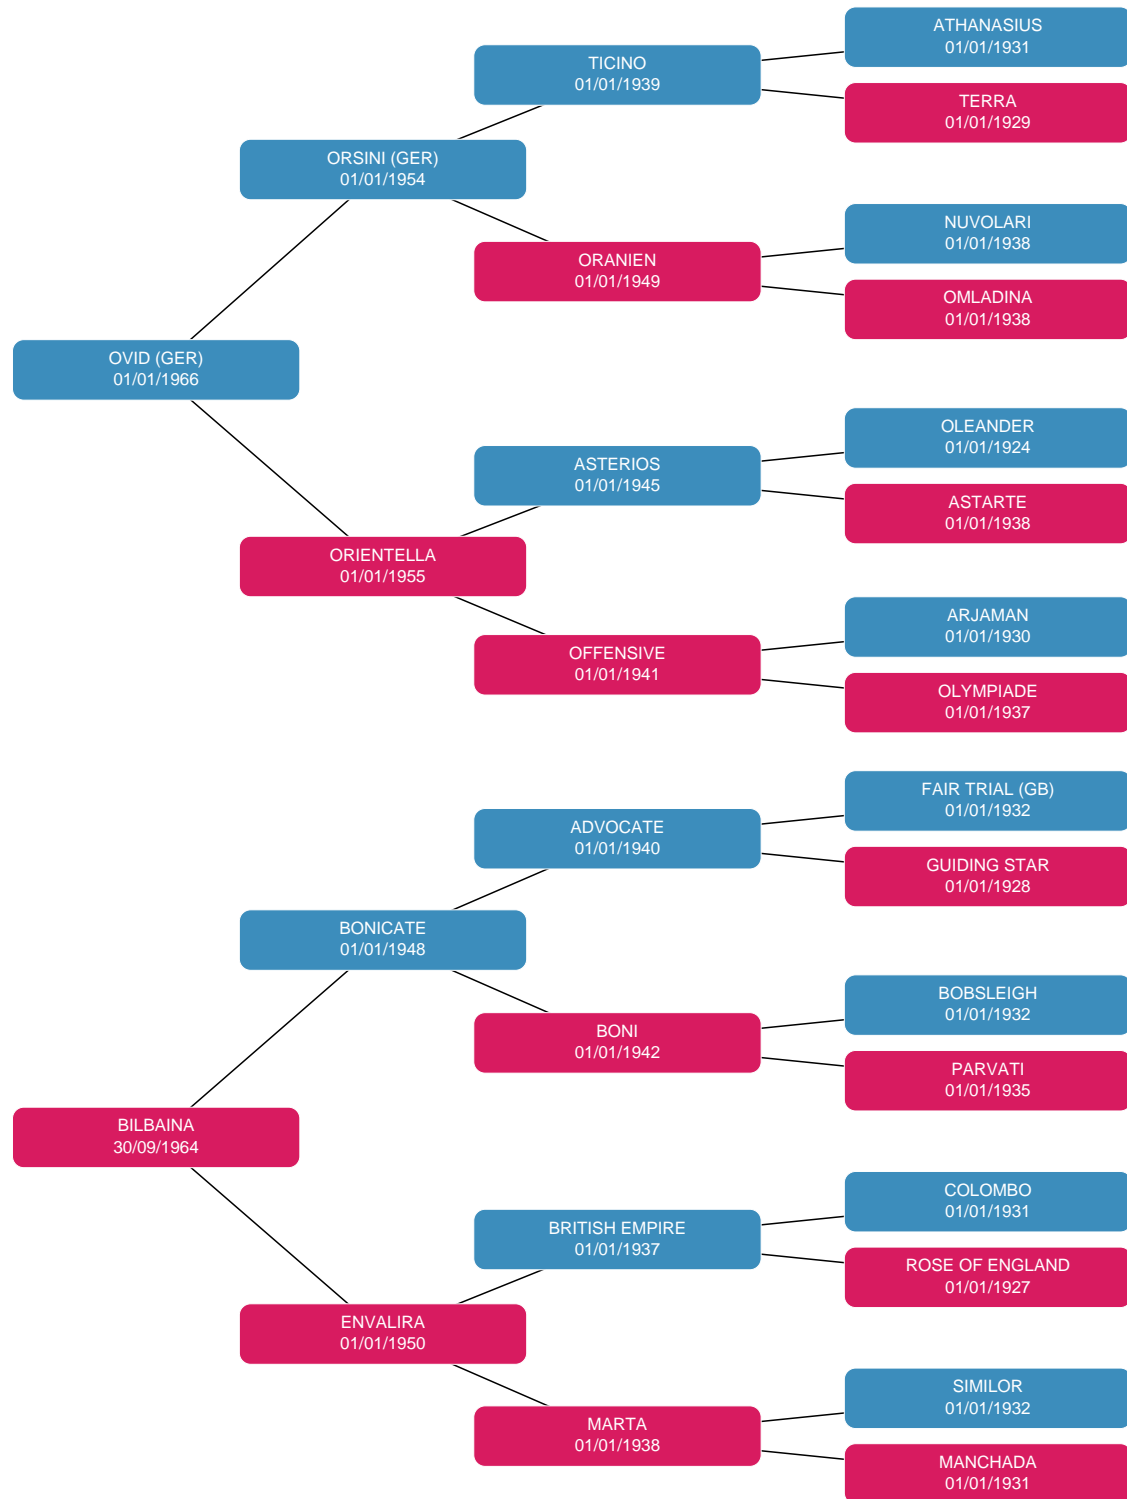 ATHANASIUS
01/01/1931
TICINO
01/01/1939
TERRA
01/01/1929
ORSINI (GER)
01/01/1954
NUVOLARI
01/01/1938
ORANIEN
01/01/1949
OMLADINA
01/01/1938
OVID (GER)
01/01/1966
OLEANDER
01/01/1924
ASTERIOS
01/01/1945
ASTARTE
01/01/1938
ORIENTELLA
01/01/1955
ARJAMAN
01/01/1930
OFFENSIVE
01/01/1941
OLYMPIADE
01/01/1937
FAIR TRIAL (GB)
01/01/1932
ADVOCATE
01/01/1940
GUIDING STAR
01/01/1928
BONICATE
01/01/1948
BOBSLEIGH
01/01/1932
BONI
01/01/1942
PARVATI
01/01/1935
BILBAINA
30/09/1964
COLOMBO
01/01/1931
BRITISH EMPIRE
01/01/1937
ROSE OF ENGLAND
01/01/1927
ENVALIRA
01/01/1950
SIMILOR
01/01/1932
MARTA
01/01/1938
MANCHADA
01/01/1931